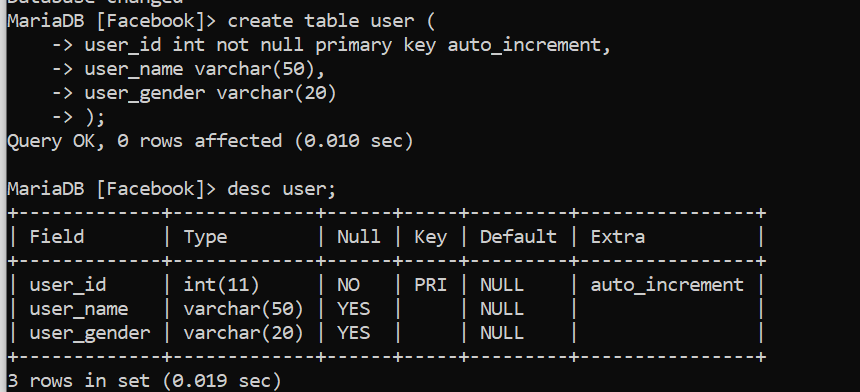 Database changed
MariaDB [Facebook]> create table user (
    -> user_id int not null primary key auto_increment,
    -> user_name varchar(50),
    -> user_gender varchar(20)
    -> );
Query OK, 0 rows affected (0.010 sec)

MariaDB [Facebook]> desc user;
+-------------+-------------+------+-----+---------+----------------+
| Field       | Type        | Null | Key | Default | Extra          |
+-------------+-------------+------+-----+---------+----------------+
| user_id     | int(11)     | NO   | PRI | NULL    | auto_increment |
| user_name   | varchar(50) | YES  |     | NULL    |                |
| user_gender | varchar(20) | YES  |     | NULL    |                |
+-------------+-------------+------+-----+---------+----------------+
3 rows in set (0.019 sec)